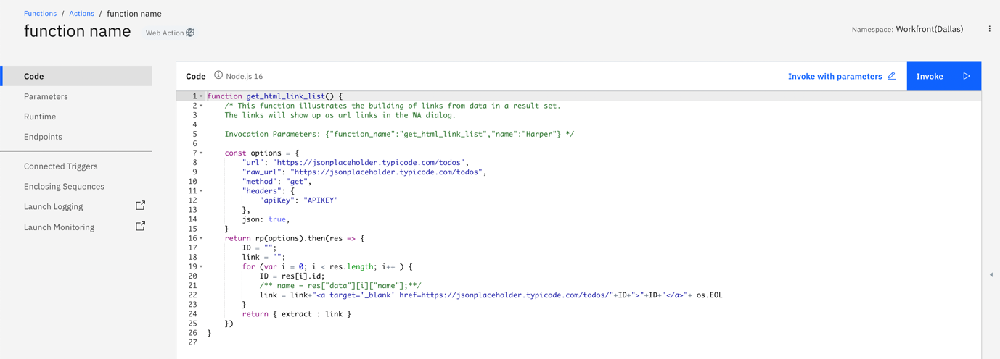 Functions / Actions / function name
function name Web Action
Namespace: Workfront(Dallas)
Code
Parameters
Runtime
Endpoints
Connected Triggers
Enclosing Sequences
Launch Logging
Launch Monitoring
Code Node.js 16 Invoke with parameters Invoke
1 function get_html_link_list() {
2 /* This function illustrates the building of links from data in a result set.
3 The links will show up as url links in the WA dialog.
4
5 Invocation Parameters: {"function_name":"get_html_link_list","name":"Harper"} */
6
7 const options = {
8 "url": "https://jsonplaceholder.typicode.com/todos",
9 "raw_url": "https://jsonplaceholder.typicode.com/todos",
10 "method": "get",
11 "headers": {
12 "apiKey": "APIKEY"
13 },
14 json: true,
15 }
16 return rp(options).then(res => {
17 ID = "";
18 link = "";
19 for (var i = 0; i < res.length; i++ ) {
20 ID = res[i].id;
21 /** name = res["data"][i]["name"];**/
22 link = link+"<a target='_blank' href=https://jsonplaceholder.typicode.com/todos/"+ID+">"+ID+"</a>"+ os.EOL
23 }
24 return { extract : link }
25 })
26 }
27